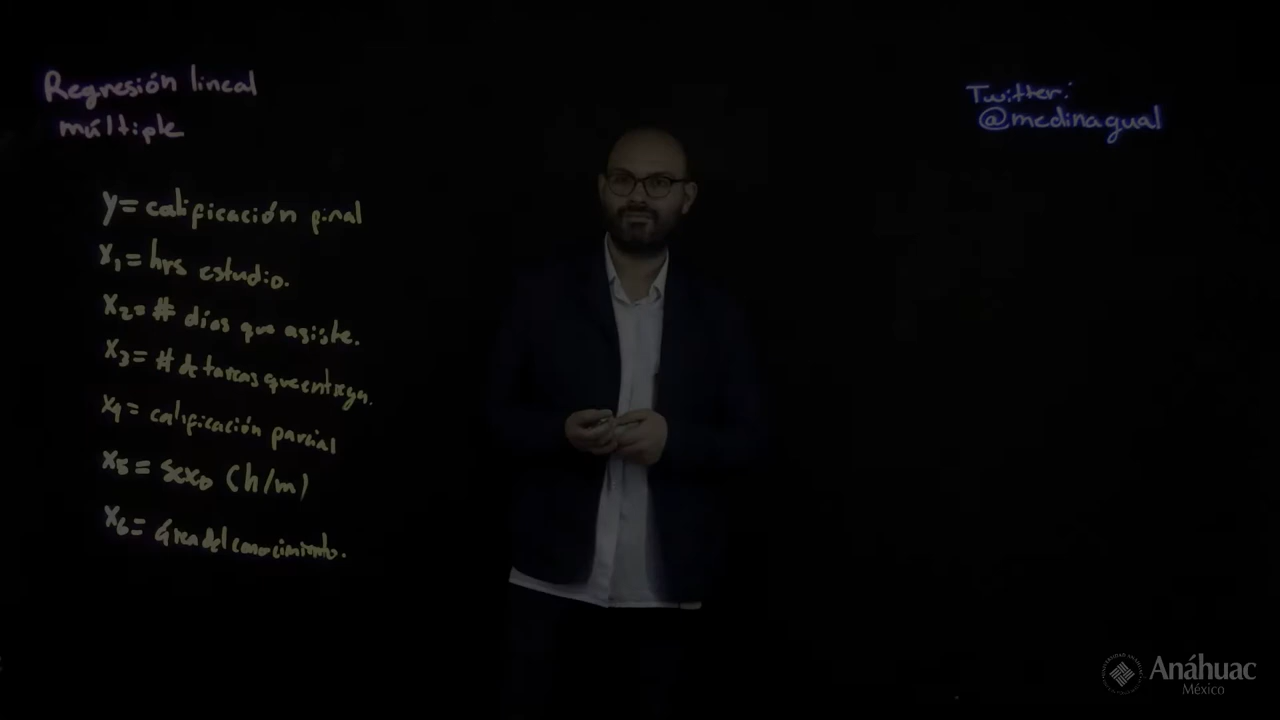 Regresión lineal
múltiple
y= calificación final
x₁= hrs estudio.
x₂= # días que asiste.
x₃= # de tareas que entrega.
x₄= calificación parcial
x₅= sexo (h/m)
x₆= área del conocimiento.
Twitter:
@medinagual
Anáhuac
México